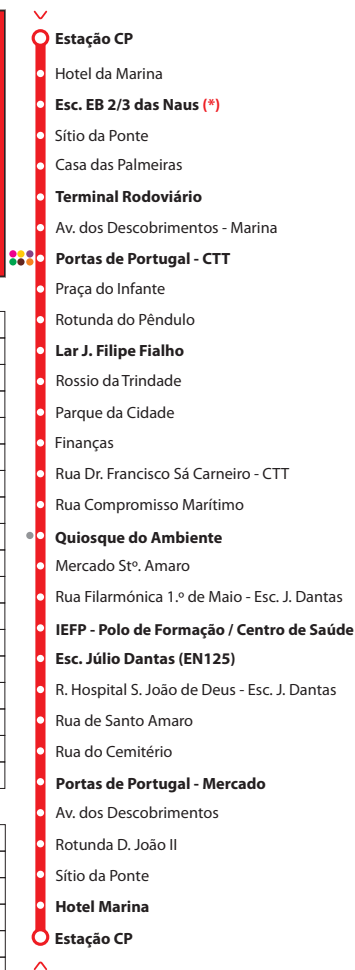 Estação CP
Hotel da Marina
Esc. EB 2/3 das Naus (*)
Sítio da Ponte
Casa das Palmeiras
Terminal Rodoviário
Av. dos Descobrimentos - Marina
Portas de Portugal - CTT
Praça do Infante
Rotunda do Pêndulo
Lar J. Filipe Fialho
Rossio da Trindade
Parque da Cidade
Finanças
Rua Dr. Francisco Sá Carneiro - CTT
Rua Compromisso Marítimo
Quiosque do Ambiente
Mercado Stº. Amaro
Rua Filarmónica 1.º de Maio - Esc. J. Dantas
IEFP - Polo de Formação / Centro de Saúde
Esc. Júlio Dantas (EN125)
R. Hospital S. João de Deus - Esc. J. Dantas
Rua de Santo Amaro
Rua do Cemitério
Portas de Portugal - Mercado
Av. dos Descobrimentos
Rotunda D. João II
Sítio da Ponte
Hotel Marina
Estação CP